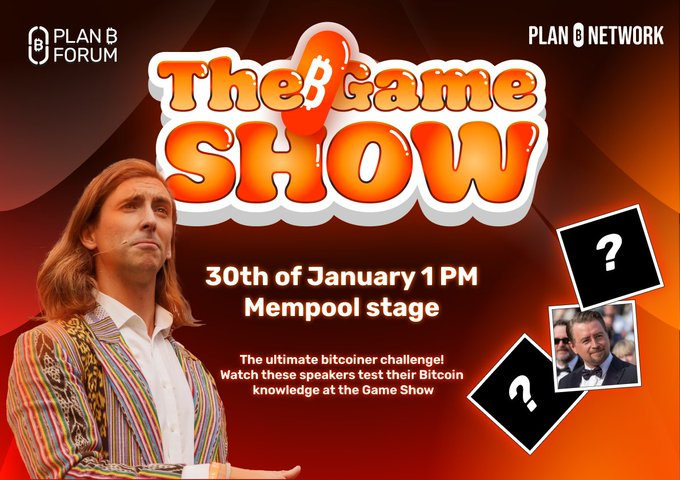 PLAN B
FORUM
PLAN B NETWORK
The Game
SHOW
30th of January 1 PM
Mempool stage
The ultimate bitcoiner challenge!
Watch these speakers test their Bitcoin
knowledge at the Game Show
?
?